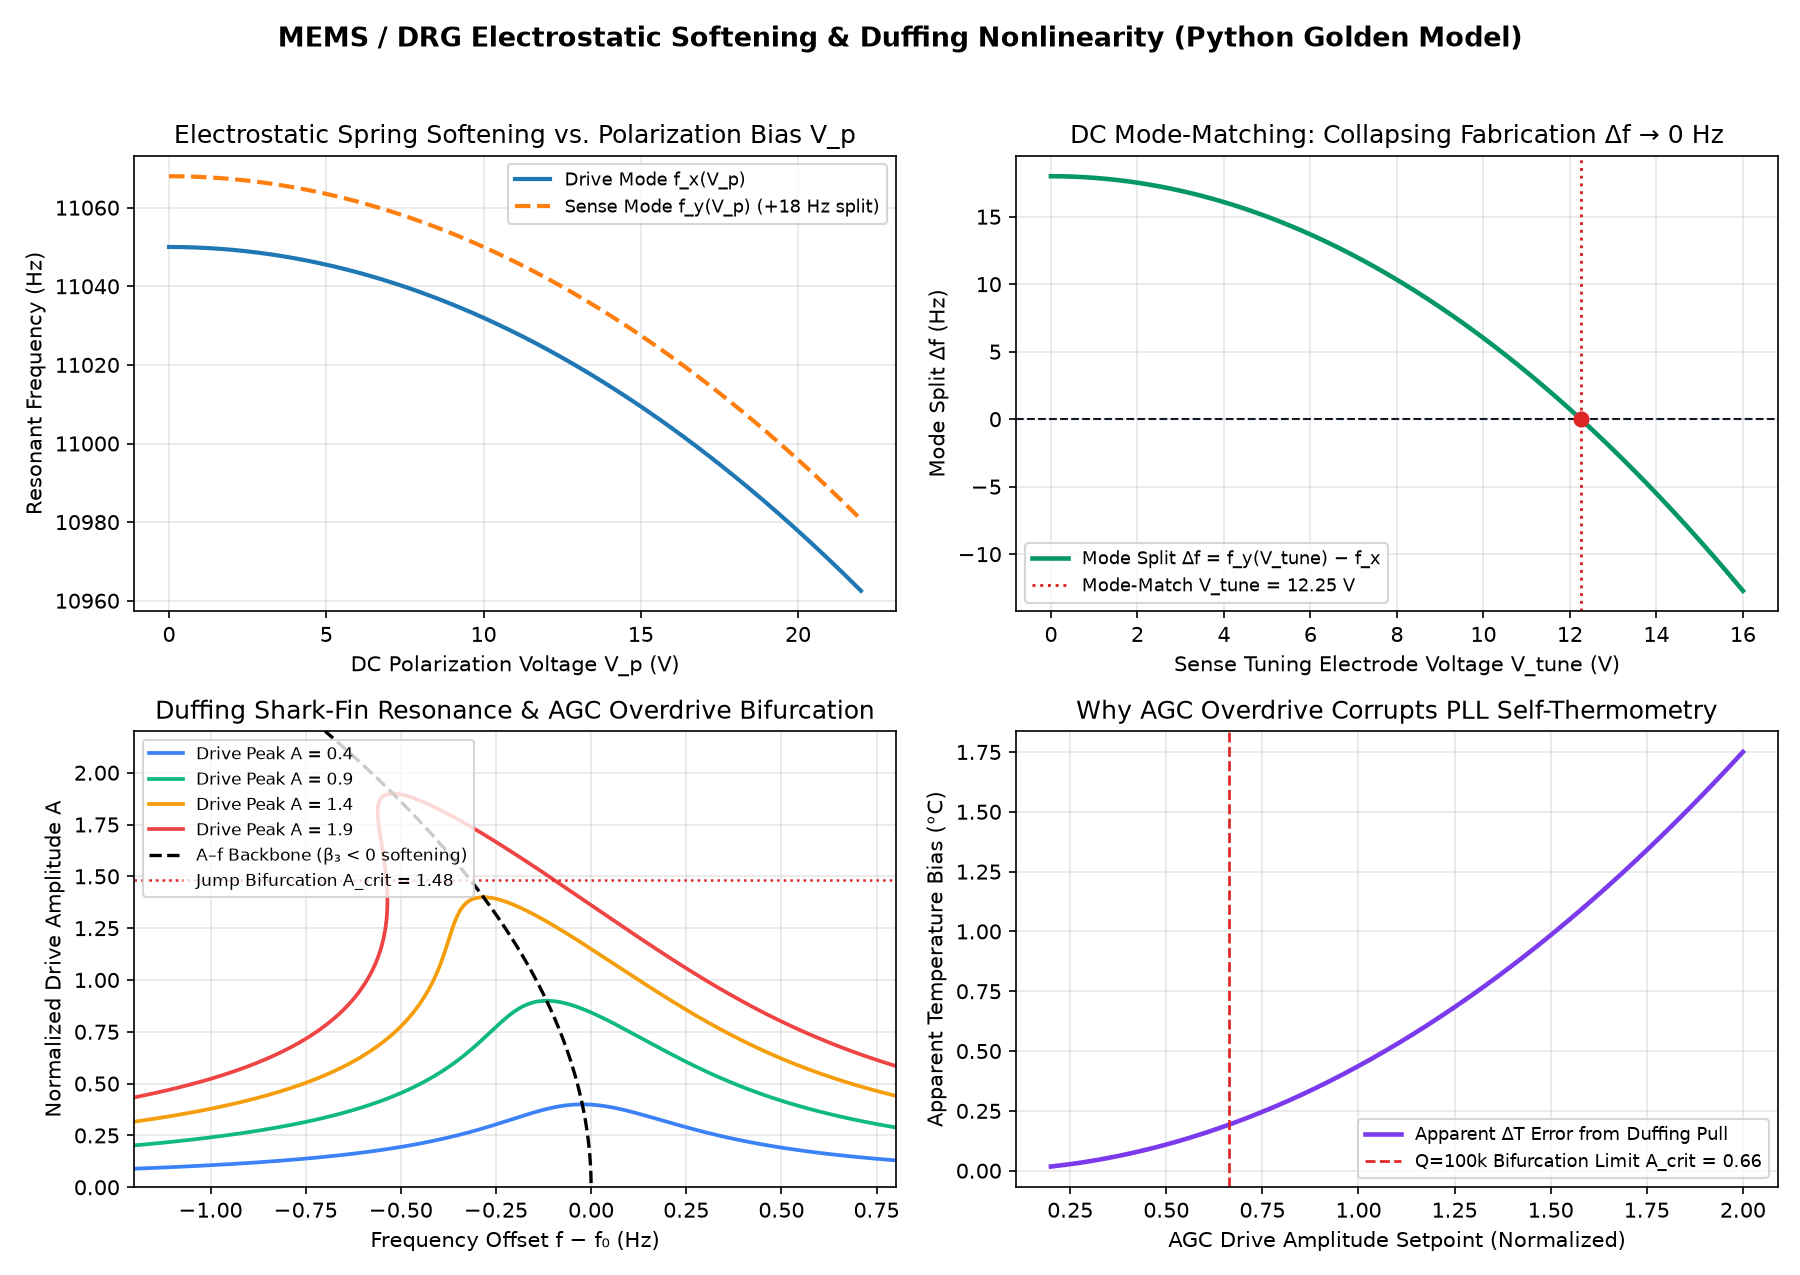 MEMS / DRG Electrostatic Softening & Duffing Nonlinearity (Python Golden Model)
Electrostatic Spring Softening vs. Polarization Bias V_p
Drive Mode f_x(V_p)
Sense Mode f_y(V_p) (+18 Hz split)
Resonant Frequency (Hz)
11060
11040
11020
11000
10980
10960
0 5 10 15 20
DC Polarization Voltage V_p (V)
DC Mode-Matching: Collapsing Fabrication Δf → 0 Hz
Mode Split Δf (Hz)
15
10
5
0
−5
−10
Mode Split Δf = f_y(V_tune) − f_x
Mode-Match V_tune = 12.25 V
0 2 4 6 8 10 12 14 16
Sense Tuning Electrode Voltage V_tune (V)
Duffing Shark-Fin Resonance & AGC Overdrive Bifurcation
Drive Peak A = 0.4
Drive Peak A = 0.9
Drive Peak A = 1.4
Drive Peak A = 1.9
A–f Backbone (β₃ < 0 softening)
Jump Bifurcation A_crit = 1.48
Normalized Drive Amplitude A
2.00
1.75
1.50
1.25
1.00
0.75
0.50
0.25
0.00
−1.00 −0.75 −0.50 −0.25 0.00 0.25 0.50 0.75
Frequency Offset f − f₀ (Hz)
Why AGC Overdrive Corrupts PLL Self-Thermometry
Apparent Temperature Bias (°C)
1.75
1.50
1.25
1.00
0.75
0.50
0.25
0.00
Apparent ΔT Error from Duffing Pull
Q=100k Bifurcation Limit A_crit = 0.66
0.25 0.50 0.75 1.00 1.25 1.50 1.75 2.00
AGC Drive Amplitude Setpoint (Normalized)